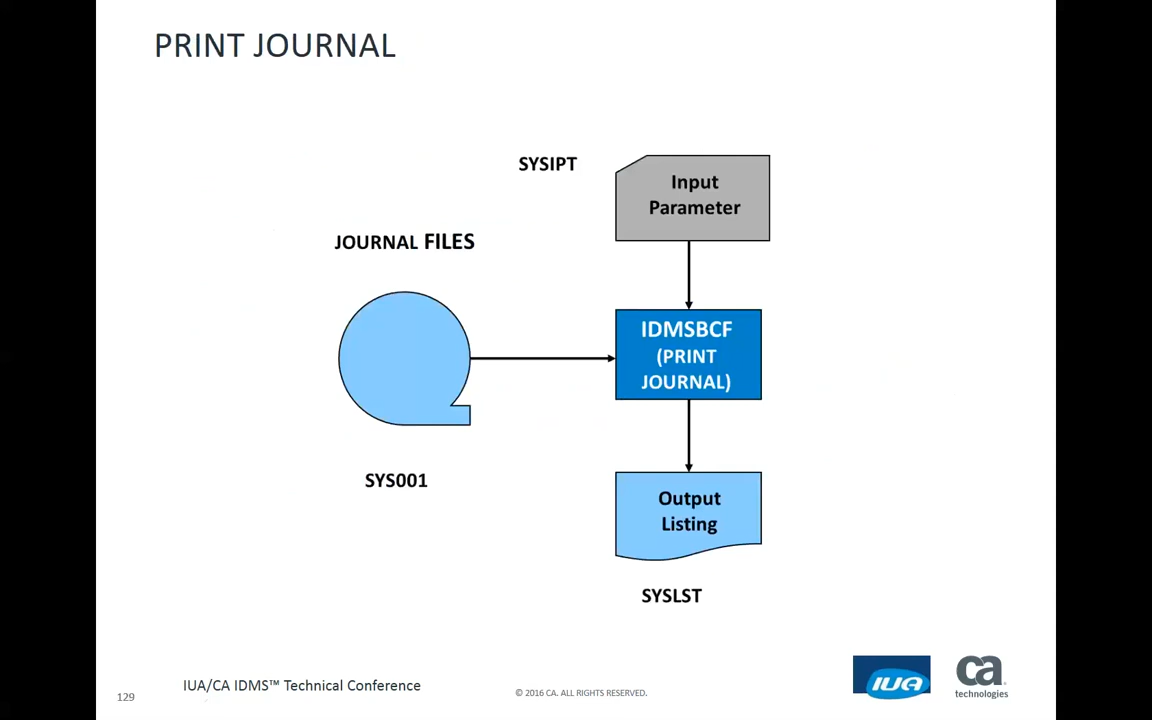 PRINT JOURNAL
SYSIPT
Input
Parameter
JOURNAL FILES
IDMSBCF
(PRINT
JOURNAL)
SYS001
Output
Listing
SYSLST
129
IUA/CA IDMS™ Technical Conference
© 2016 CA. ALL RIGHTS RESERVED.
IUA
ca
technologies